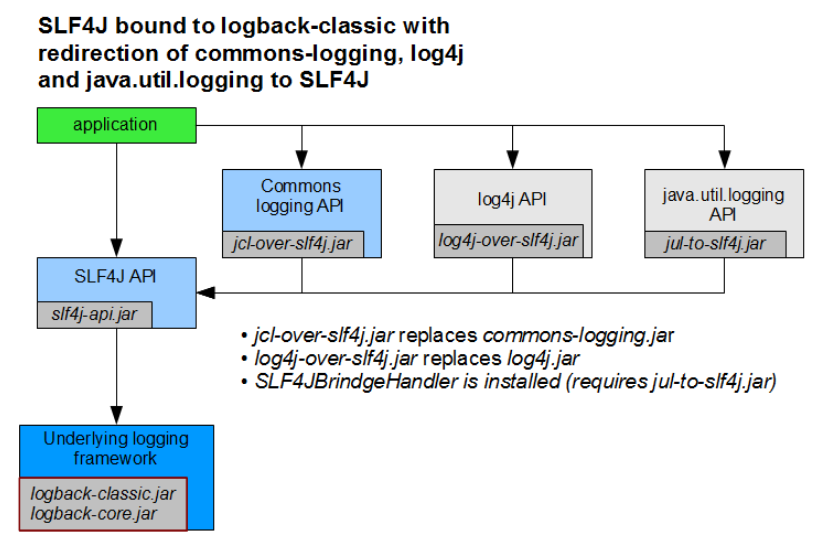 SLF4J bound to logback-classic with
redirection of commons-logging, log4j
and java.util.logging to SLF4J
application
Commons
logging API
jcl-over-slf4j.jar
log4j API
log4j-over-slf4j.jar
java.util.logging
API
jul-to-slf4j.jar
SLF4J API
slf4j-api.jar
• jcl-over-slf4j.jar replaces commons-logging.jar
• log4j-over-slf4j.jar replaces log4j.jar
• SLF4JBrindgeHandler is installed (requires jul-to-slf4j.jar)
Underlying logging
framework
logback-classic.jar
logback-core.jar